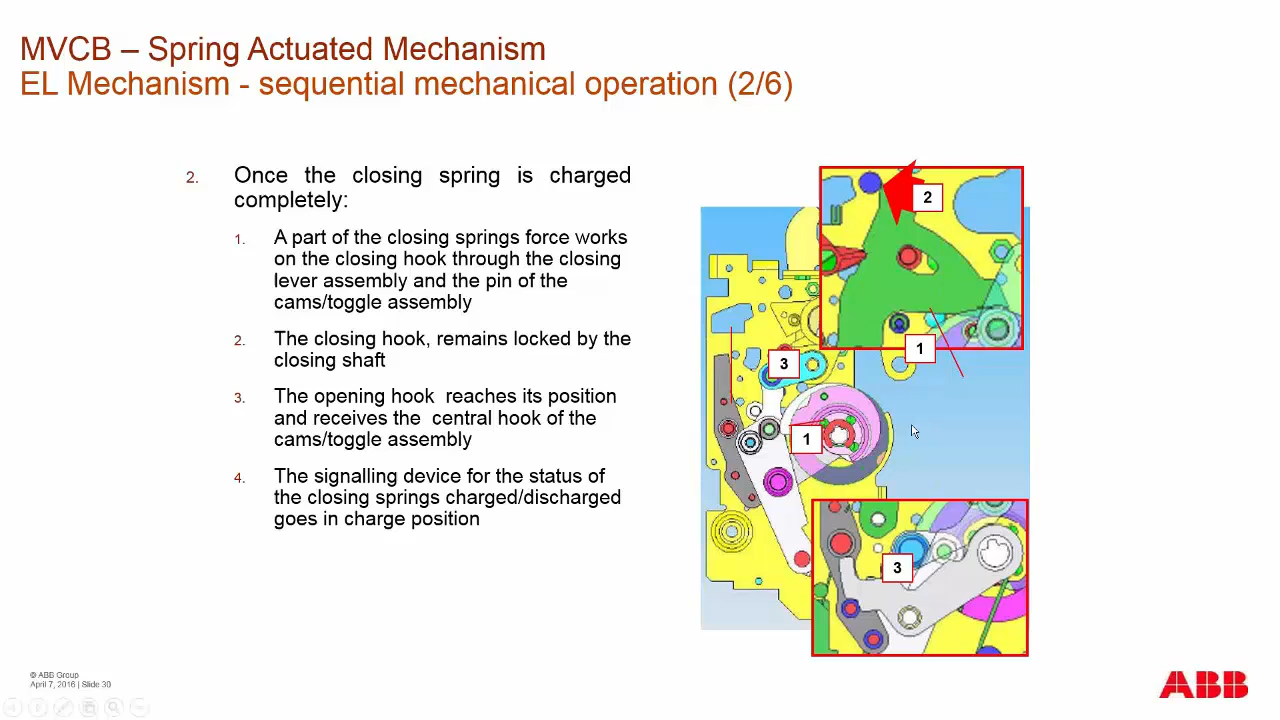 MVCB – Spring Actuated Mechanism
EL Mechanism - sequential mechanical operation (2/6)
2. Once the closing spring is charged
completely:
1. A part of the closing springs force works
on the closing hook through the closing
lever assembly and the pin of the
cams/toggle assembly
2. The closing hook, remains locked by the
closing shaft
3. The opening hook reaches its position
and receives the central hook of the
cams/toggle assembly
4. The signalling device for the status of
the closing springs charged/discharged
goes in charge position
2
1
3
1
3
© ABB Group
April 7, 2016 | Slide 30
ABB